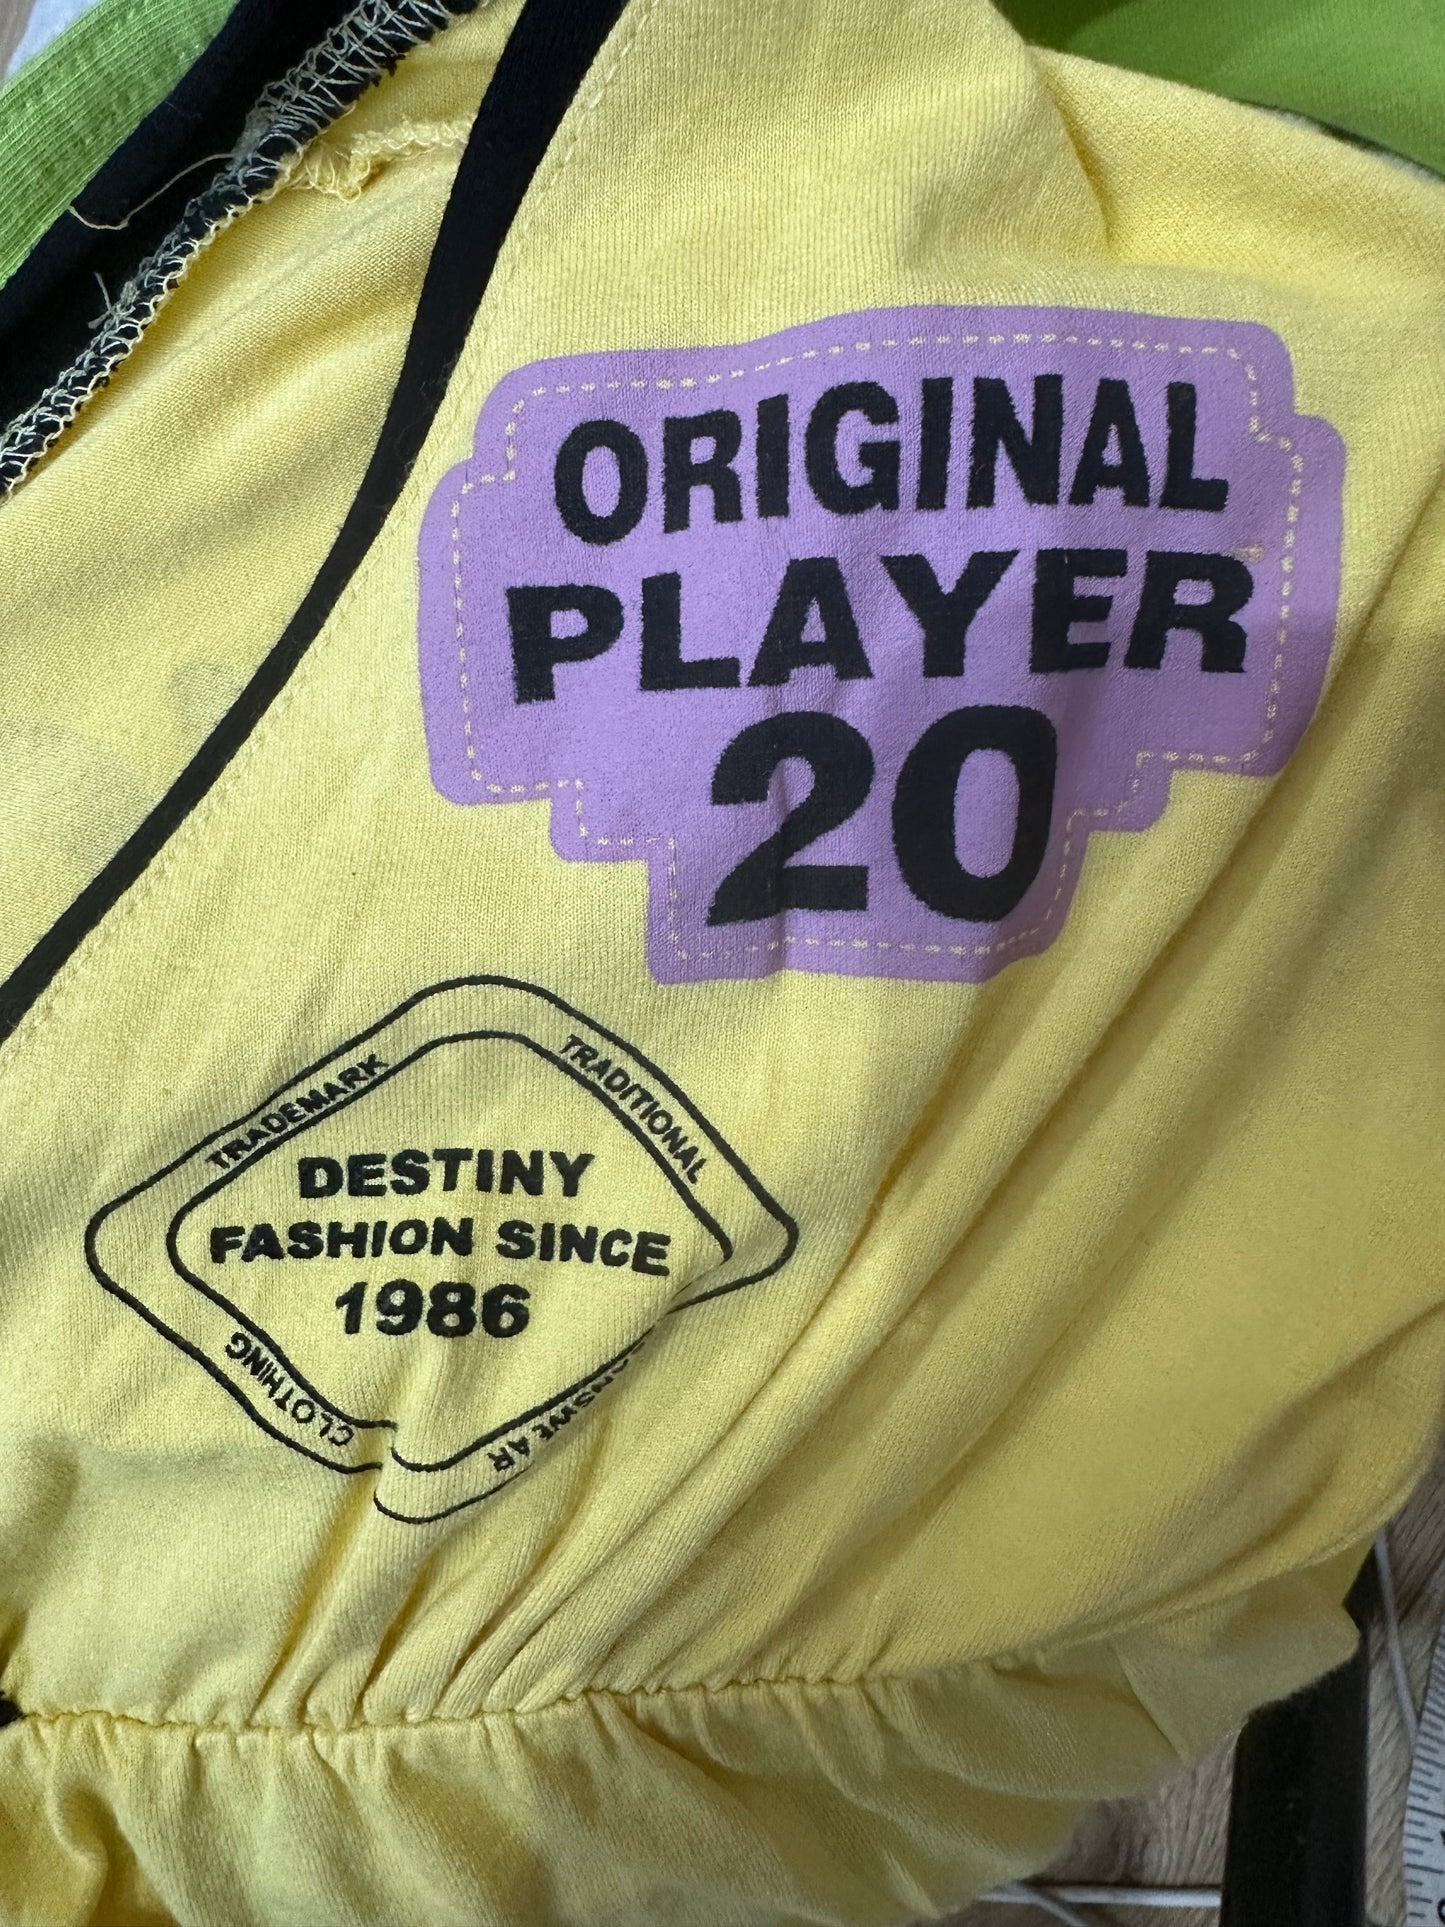 ORIGINAL
PLAYER
20
TRADEMARK
TRADITIONAL
DESTINY
FASHION SINCE
1986
CLOTHING